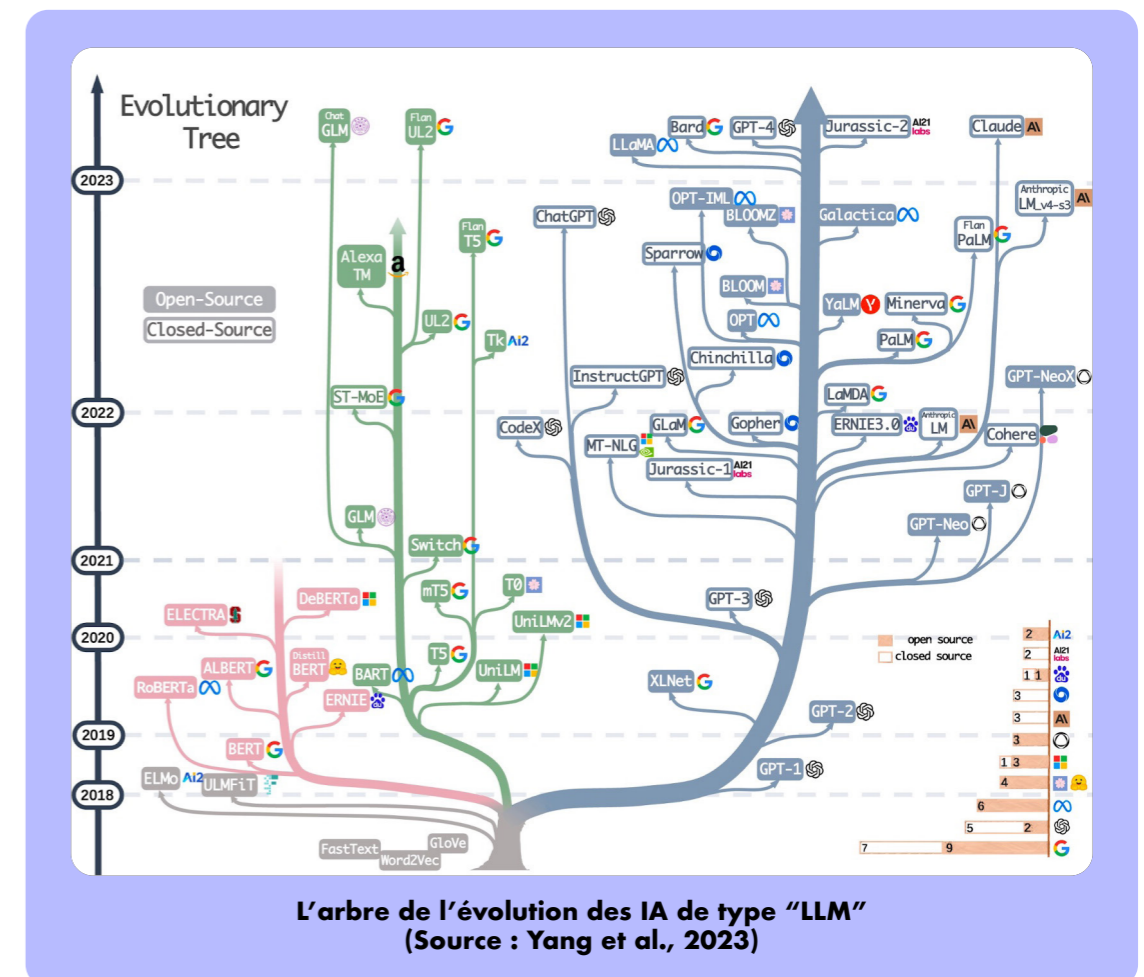 Evolutionary
Tree
2023
2022
2021
2020
2019
2018
Open-Source
Closed-Source
Chat
GLM
Flan
UL2
Alexa
TM
a
Flan
T5
UL2
Tk Ai2
ST-MoE
GLM
Switch
mT5
T0
UniLMv2
T5
BART
UniLM
DeBERTa
ELECTRA
Distill
BERT
ALBERT
RoBERTa
ERNIE
BERT
ELMo Ai2
ULMFiT
FastText
Word2Vec
GloVe
LLaMA
Bard
GPT-4
Jurassic-2 AI21 labs
Claude A\
Anthropic
LM_v4-s3 A\
OPT-IML
BLOOMZ
Galactica
ChatGPT
Flan
PaLM
Sparrow
BLOOM
YaLM
Minerva
OPT
PaLM
Chinchilla
InstructGPT
GPT-NeoX
LaMDA
CodeX
GLaM
Gopher
ERNIE3.0
Anthropic
LM A\
Cohere
MT-NLG
Jurassic-1 AI21 labs
GPT-J
GPT-Neo
GPT-3
XLNet
GPT-2
GPT-1
open source
closed source
2 Ai2
2 AI21 labs
1 1
3
3 A\
3
1 3
4
6
5 2
7 9
L'arbre de l'évolution des IA de type “LLM”
(Source : Yang et al., 2023)